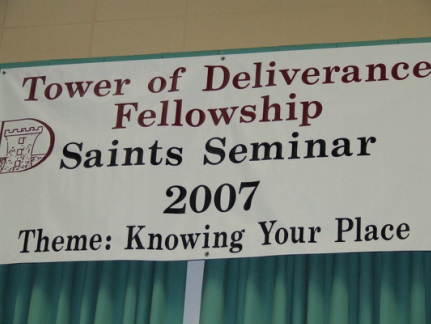 Tower of Deliverance
Fellowship
Saints Seminar
2007
Theme: Knowing Your Place